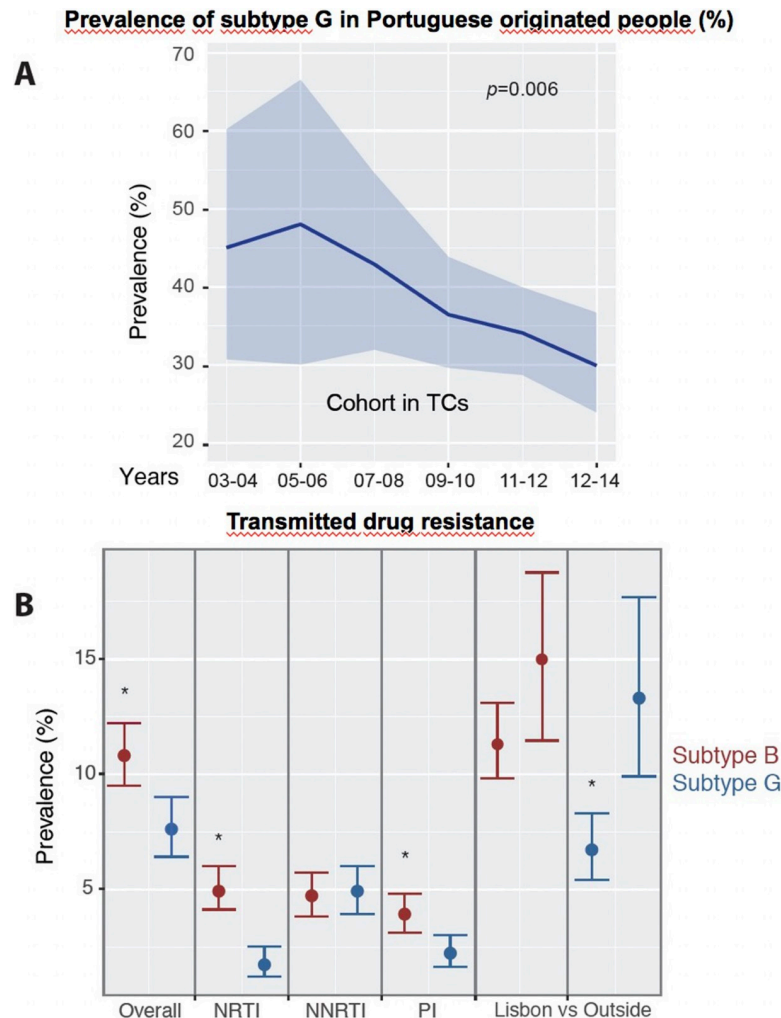 Prevalence of subtype G in Portuguese originated people (%)
A
70
60
50
40
30
20
Prevalence (%)
p=0.006
Cohort in TCs
Years
03-04 05-06 07-08 09-10 11-12 12-14
Transmitted drug resistance
B
15
10
5
Prevalence (%)
*
*
*
*
Subtype B
Subtype G
Overall NRTI NNRTI PI Lisbon vs Outside